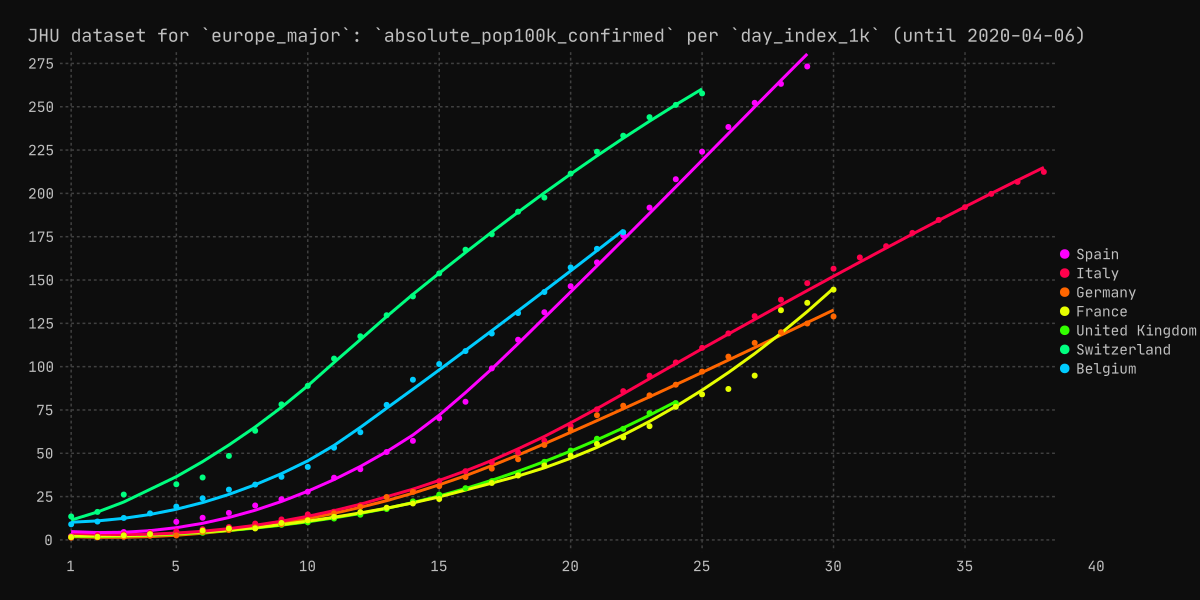 JHU dataset for `europe_major`: `absolute_pop100k_confirmed` per `day_index_1k` (until 2020-04-06)
275
250
225
200
175
150
125
100
75
50
25
0
1 5 10 15 20 25 30 35 40
Spain
Italy
Germany
France
United Kingdom
Switzerland
Belgium